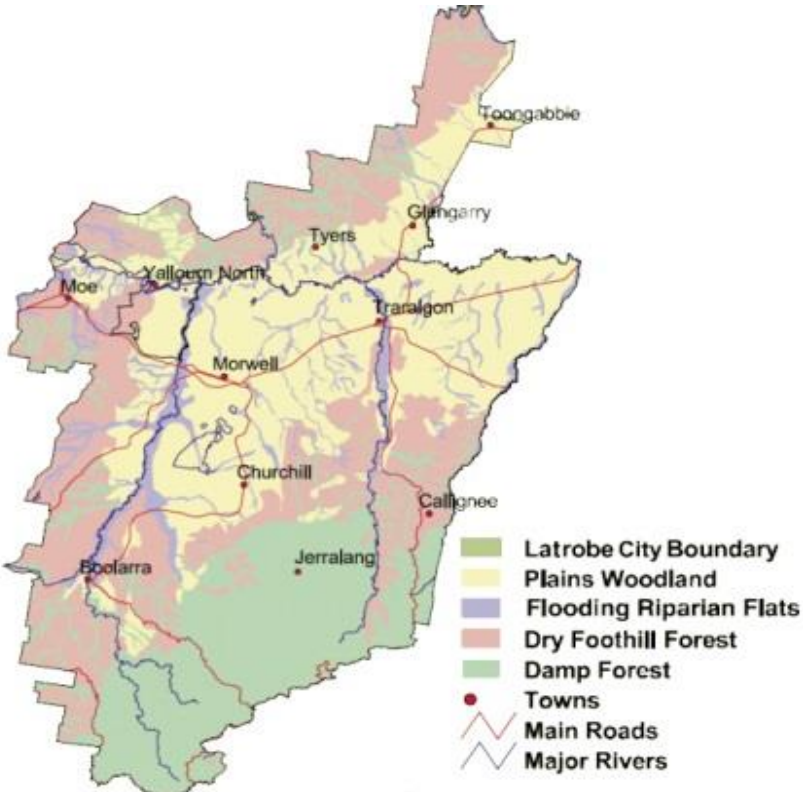 Toongabbie
Glengarry
Tyers
Yallourn North
Moe
Traralgon
Morwell
Churchill
Callignee
Jerralang
Boolarra
Latrobe City Boundary
Plains Woodland
Flooding Riparian Flats
Dry Foothill Forest
Damp Forest
Towns
Main Roads
Major Rivers